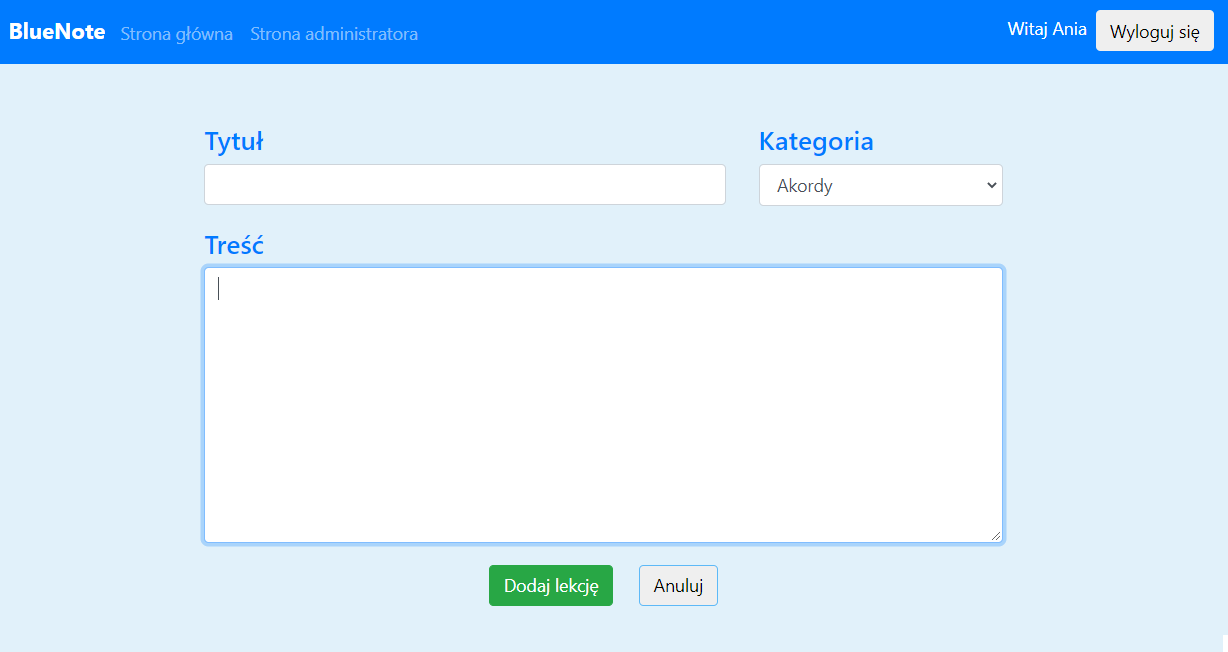 BlueNote Strona główna Strona administratora Witaj Ania Wyloguj się
Tytuł Kategoria
Akordy
Treść
Dodaj lekcję Anuluj